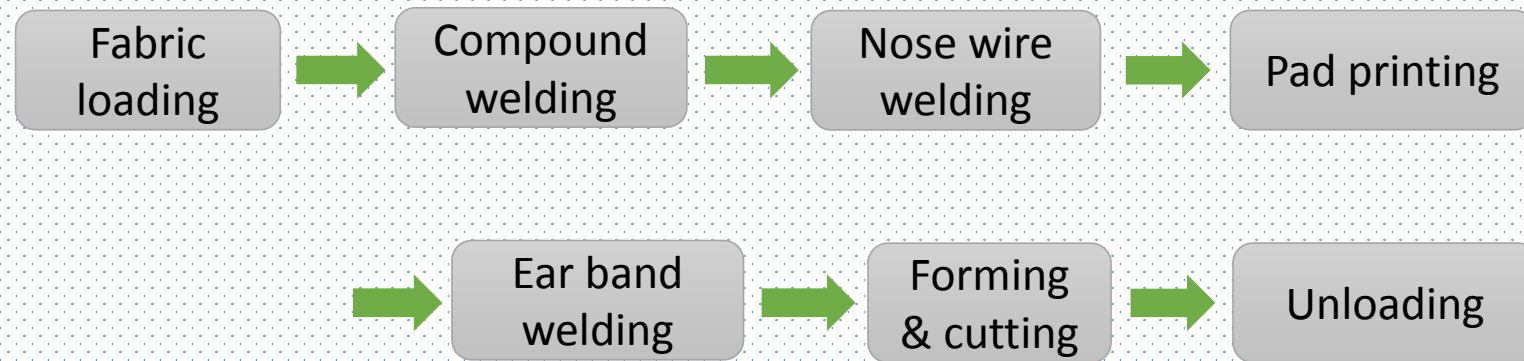 Fabric
loading
Compound
welding
Nose wire
welding
Pad printing
Ear band
welding
Forming
& cutting
Unloading